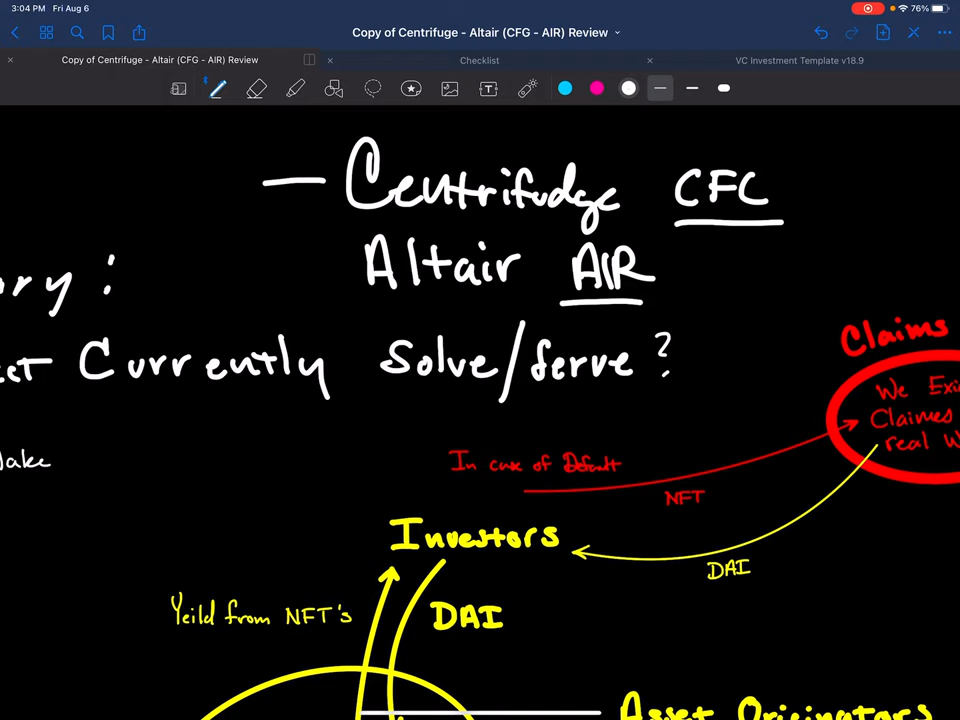 3:04 PM Fri Aug 6
76%
Copy of Centrifuge - Altair (CFG - AIR) Review
Copy of Centrifuge - Altair (CFG - AIR) Review
Checklist
VC Investment Template v18.9
— Centrifudge CFC
Altair AIR
ory :
ect Currently Solve/Serve ?
Claims
We Exi
Claimes
real W
In case of Default
NFT
Investors
DAI
Yeild from NFT's
DAI
Asset Originators